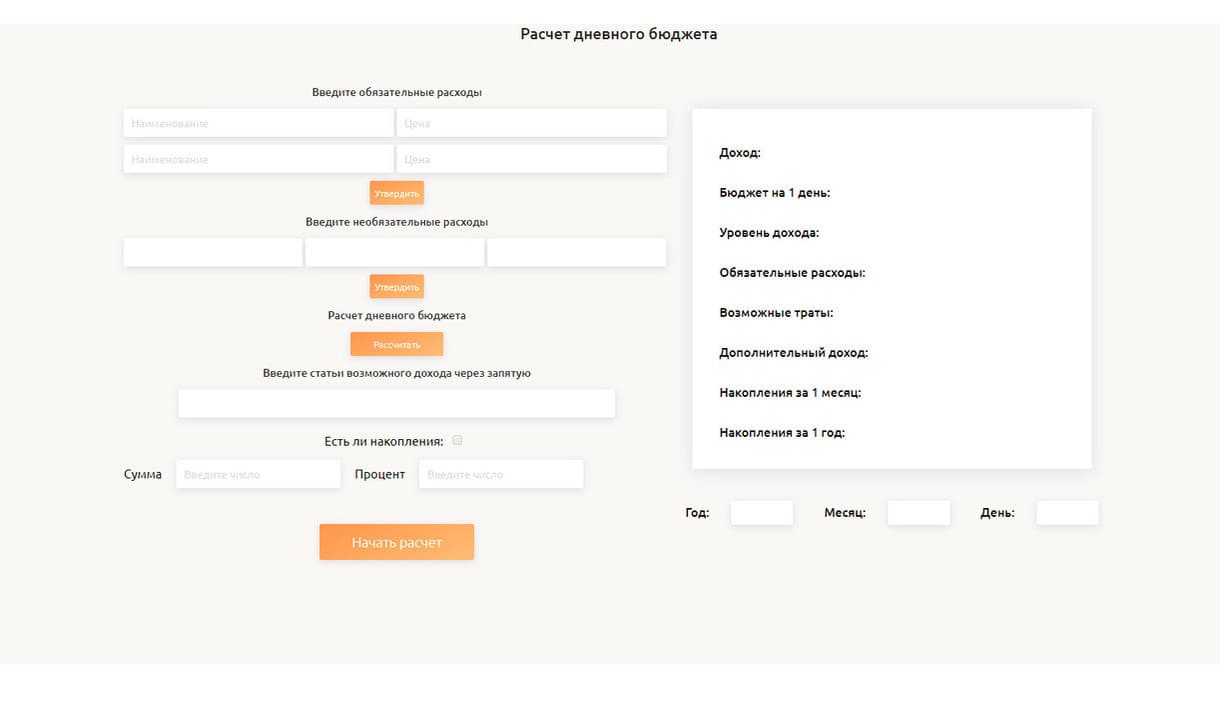 Расчет дневного бюджета
Введите обязательные расходы
Наименование Цена
Наименование Цена
Утвердить
Введите необязательные расходы
Утвердить
Расчет дневного бюджета
Рассчитать
Введите статьи возможного дохода через запятую
Есть ли накопления:
Сумма Введите число Процент Введите число
Начать расчет
Доход:
Бюджет на 1 день:
Уровень дохода:
Обязательные расходы:
Возможные траты:
Дополнительный доход:
Накопления за 1 месяц:
Накопления за 1 год:
Год: Месяц: День: